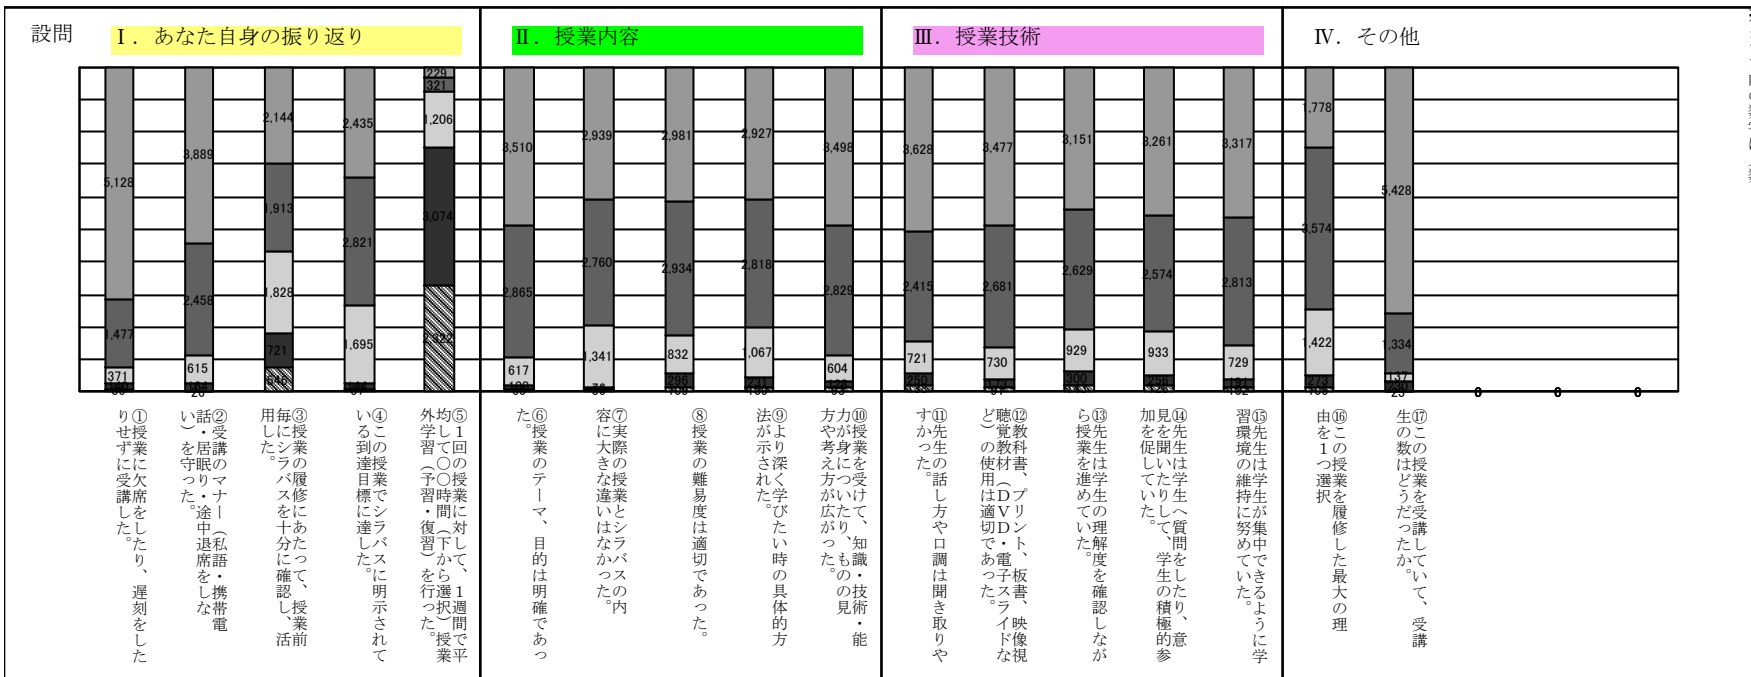 設問
Ⅰ．あなた自身の振り返り
Ⅱ．授業内容
Ⅲ．授業技術
Ⅳ．その他
5,128
1,477
371
3,889
2,458
615
164
26
2,144
1,913
1,828
721
546
2,435
2,821
1,695
229
321
1,206
3,074
2,322
3,510
2,865
617
2,939
2,760
1,341
2,981
2,934
832
296
2,927
2,818
1,067
231
3,498
2,829
604
3,628
2,415
721
250
3,477
2,681
730
173
3,151
2,629
929
300
3,261
2,574
933
256
3,317
2,813
729
181
1,778
3,574
1,422
273
5,428
1,334
137
230
0
0
0
①授業に欠席をしたり、遅刻をした
りせずに受講した。
②受講のマナー（私語・携帯電
話・居眠り・途中退席をしな
い）を守った。
③授業の履修にあたって、授業前
毎にシラバスを十分に確認し、活
用した。
④この授業でシラバスに明示されて
いる到達目標に達した。
⑤１回の授業に対して、１週間で平
均して〇〇時間（下から選択）授業
外学習（予習・復習）を行った。
⑥授業のテーマ、目的は明確であっ
た。
⑦実際の授業とシラバスの内
容に大きな違いはなかった。
⑧授業の難易度は適切であった。
⑨より深く学びたい時の具体的方
法が示された。
⑩授業を受けて、知識・技術・能
力が身についたり、ものの見
方や考え方が広がった。
⑪先生の話し方や口調は聞き取りや
すかった。
⑫教科書、プリント、板書、映像視
聴覚教材（ＤＶＤ・電子スライドな
ど）の使用は適切であった。
⑬先生は学生の理解度を確認しなが
ら授業を進めていた。
⑭先生は学生へ質問をしたり、意
見を聞いたりして、学生の積極的参
加を促していた。
⑮先生は学生が集中できるように学
習環境の維持に努めていた。
⑯この授業を履修した最大の理
由を１つ選択
⑰この授業を受講していて、受講
生の数はどうだったか。